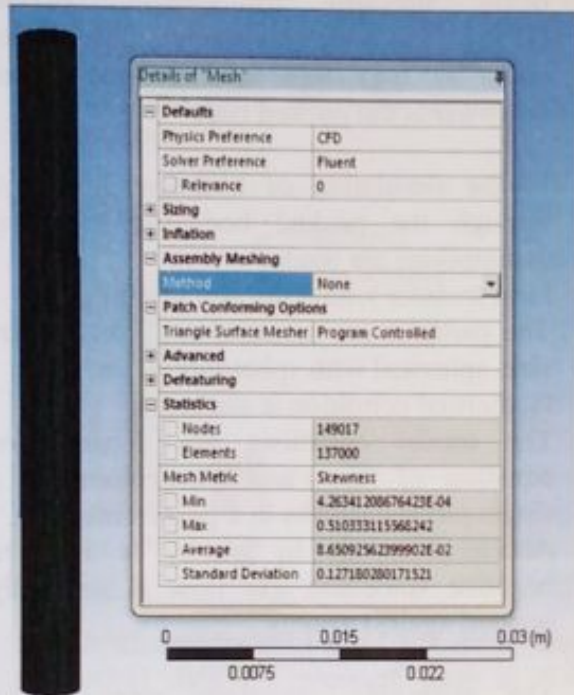 Details of "Mesh"
Defaults
Physics Preference CFD
Solver Preference Fluent
Relevance 0
Sizing
Inflation
Assembly Meshing
Method None
Patch Conforming Options
Triangle Surface Mesher Program Controlled
Advanced
Defeaturing
Statistics
Nodes 149017
Elements 137000
Mesh Metric Skewness
Min 4.26341208676423E-04
Max 0.510333115568242
Average 8.65092562399902E-02
Standard Deviation 0.127180280171521
0 0.015 0.03 (m)
0.0075 0.022